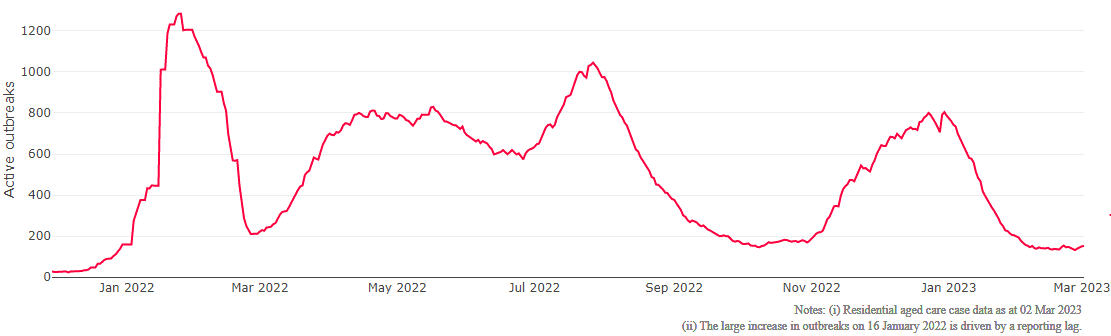 Active outbreaks
1200
1000
800
600
400
200
0
Jan 2022 Mar 2022 May 2022 Jul 2022 Sep 2022 Nov 2022 Jan 2023 Mar 2023
Notes: (i) Residential aged care case data as at 02 Mar 2023
(ii) The large increase in outbreaks on 16 January 2022 is driven by a reporting lag.